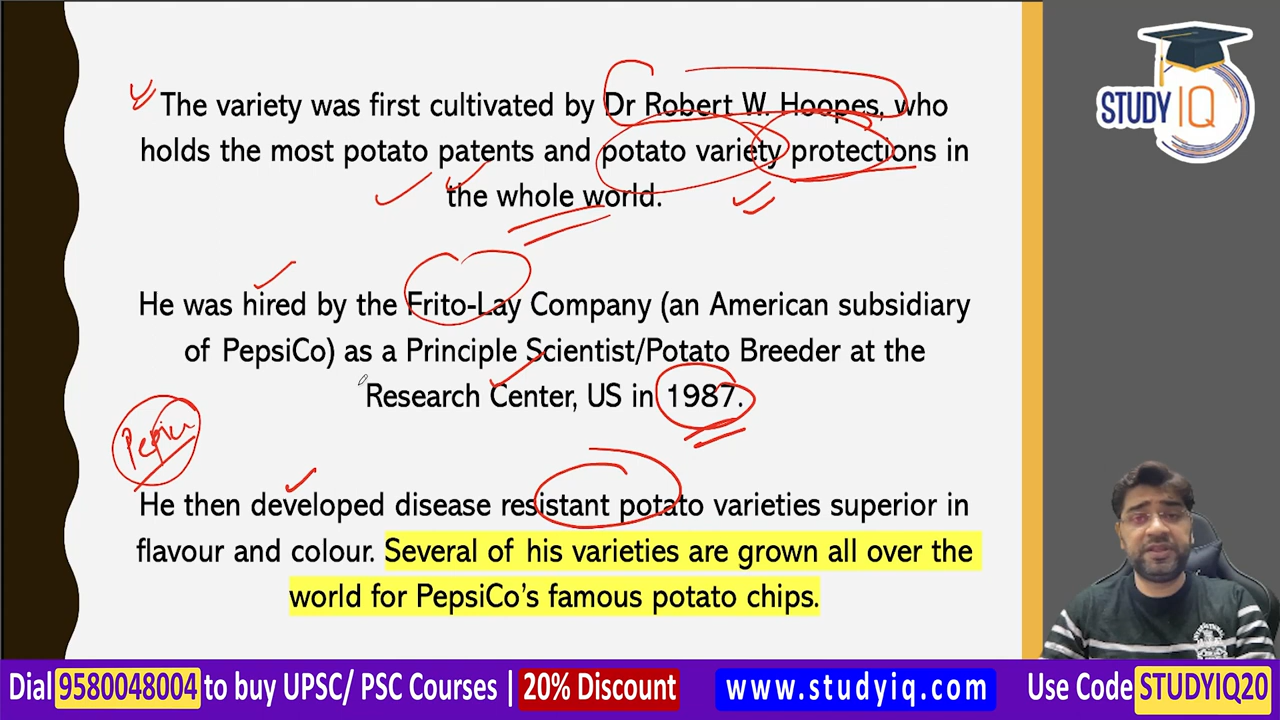 The variety was first cultivated by Dr Robert W. Hoopes, who
holds the most potato patents and potato variety protections in
the whole world.
He was hired by the Frito-Lay Company (an American subsidiary
of PepsiCo) as a Principle Scientist/Potato Breeder at the
Research Center, US in 1987.
He then developed disease resistant potato varieties superior in
flavour and colour. Several of his varieties are grown all over the
world for PepsiCo's famous potato chips.
STUDY IQ
Dial 9580048004 to buy UPSC/ PSC Courses | 20% Discount
www.studyiq.com
Use Code STUDYIQ20